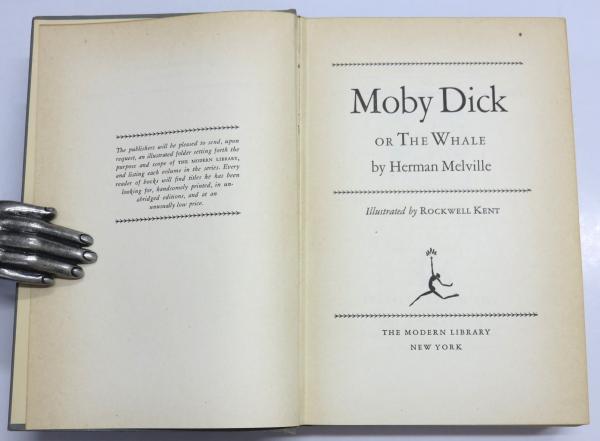 The publishers will be pleased to send, upon
request, an illustrated folder setting forth the
purpose and scope of THE MODERN LIBRARY,
and listing each volume in the series. Every
reader of books will find titles he has been
looking for, handsomely printed, in un-
abridged editions, and at an
unusually low price.
Moby Dick
OR THE WHALE
by Herman Melville
Illustrated by ROCKWELL KENT
THE MODERN LIBRARY
NEW YORK